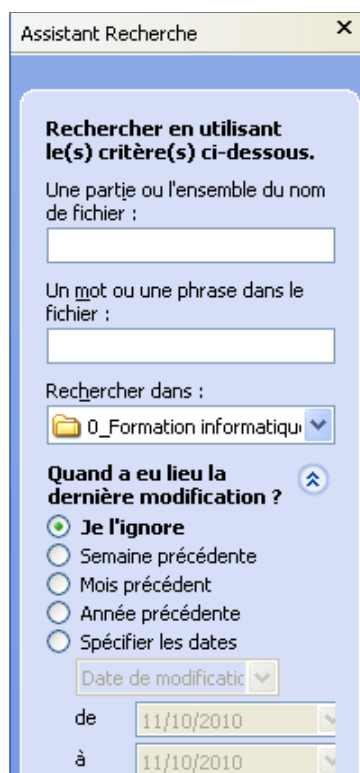 Assistant Recherche
Rechercher en utilisant
le(s) critère(s) ci-dessous.
Une partie ou l'ensemble du nom
de fichier :
Un mot ou une phrase dans le
fichier :
Rechercher dans :
0_Formation informatiqu
Quand a eu lieu la
dernière modification ?
Je l'ignore
Semaine précédente
Mois précédent
Année précédente
Spécifier les dates
Date de modificatic
de 11/10/2010
à 11/10/2010